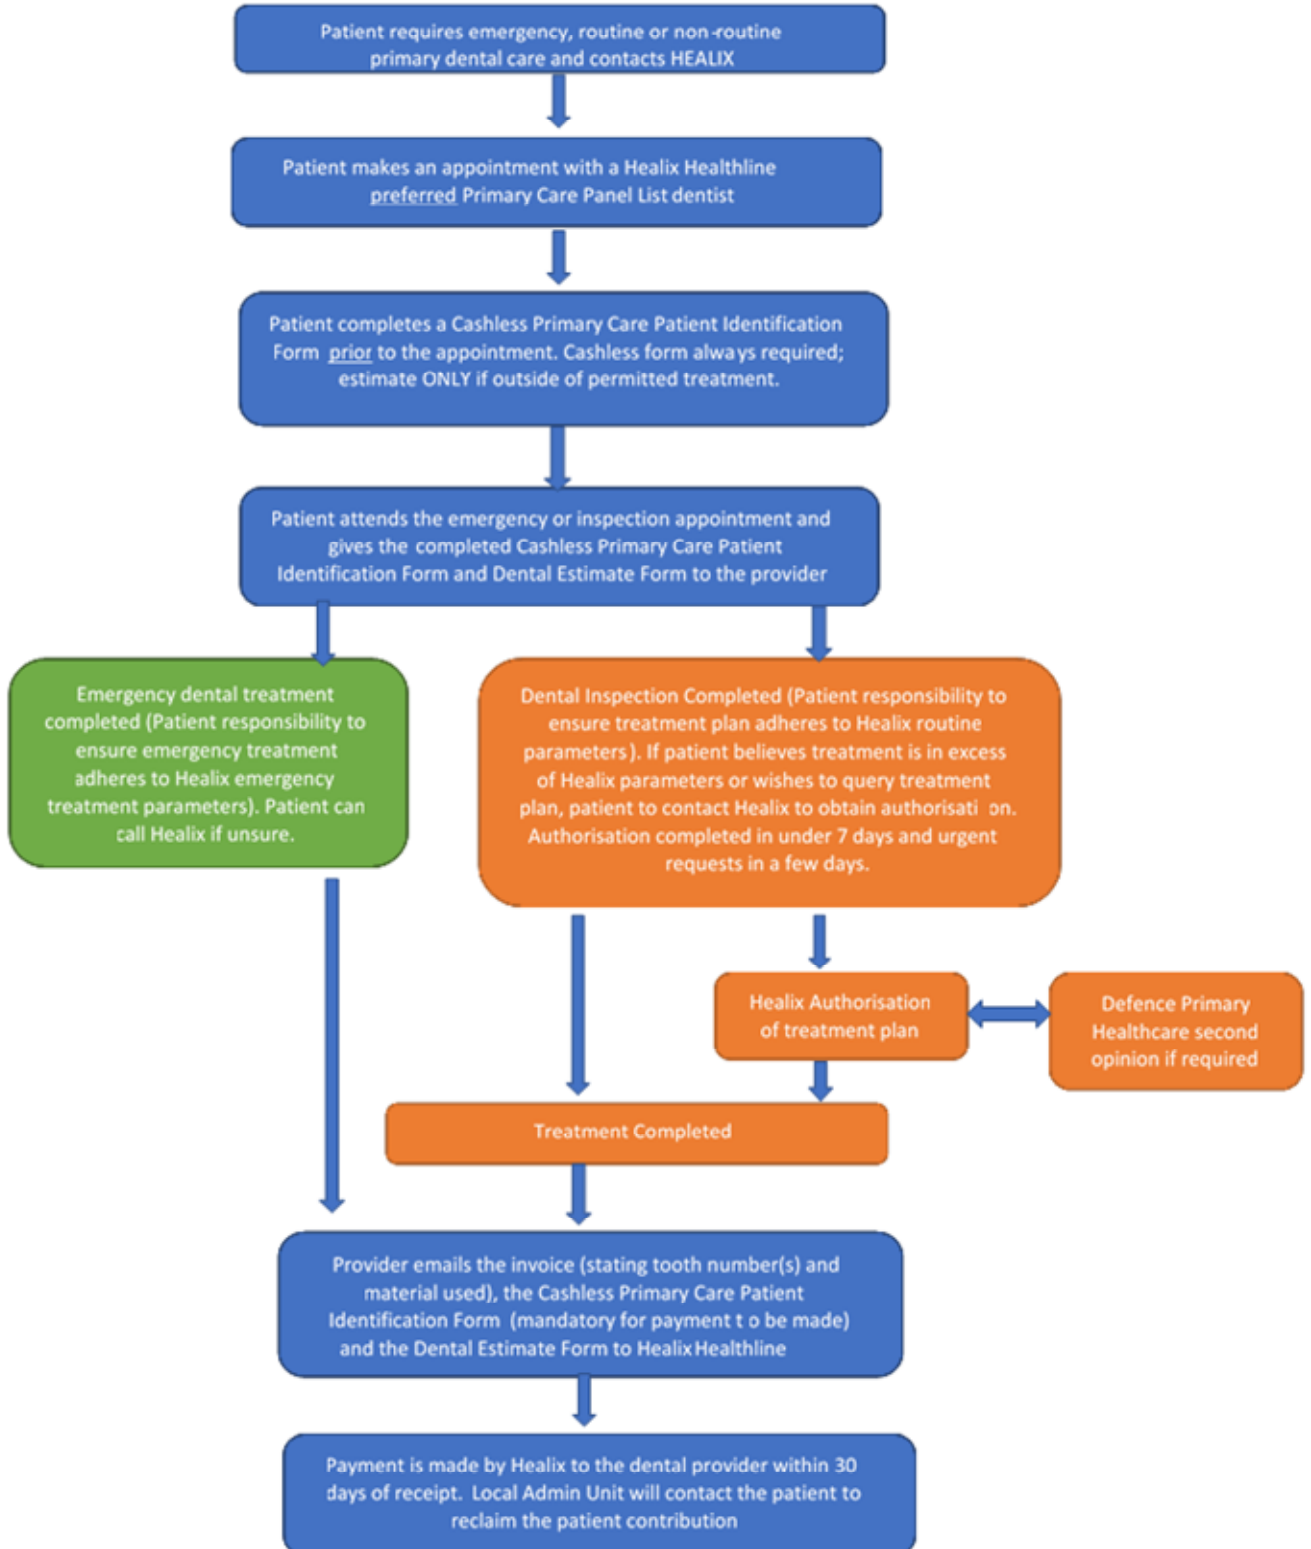 Patient requires emergency, routine or non-routine
primary dental care and contacts HEALIX
Patient makes an appointment with a Healix Healthline
preferred Primary Care Panel List dentist
Patient completes a Cashless Primary Care Patient Identification
Form prior to the appointment. Cashless form always required;
estimate ONLY if outside of permitted treatment.
Patient attends the emergency or inspection appointment and
gives the completed Cashless Primary Care Patient
Identification Form and Dental Estimate Form to the provider
Emergency dental treatment
completed (Patient responsibility to
ensure emergency treatment
adheres to Healix emergency
treatment parameters). Patient can
call Healix if unsure.
Dental Inspection Completed (Patient responsibility to
ensure treatment plan adheres to Healix routine
parameters). If patient believes treatment is in excess
of Healix parameters or wishes to query treatment
plan, patient to contact Healix to obtain authorisation.
Authorisation completed in under 7 days and urgent
requests in a few days.
Healix Authorisation
of treatment plan
Defence Primary
Healthcare second
opinion if required
Treatment Completed
Provider emails the invoice (stating tooth number(s) and
material used), the Cashless Primary Care Patient
Identification Form (mandatory for payment to be made)
and the Dental Estimate Form to Healix Healthline
Payment is made by Healix to the dental provider within 30
days of receipt. Local Admin Unit will contact the patient to
reclaim the patient contribution